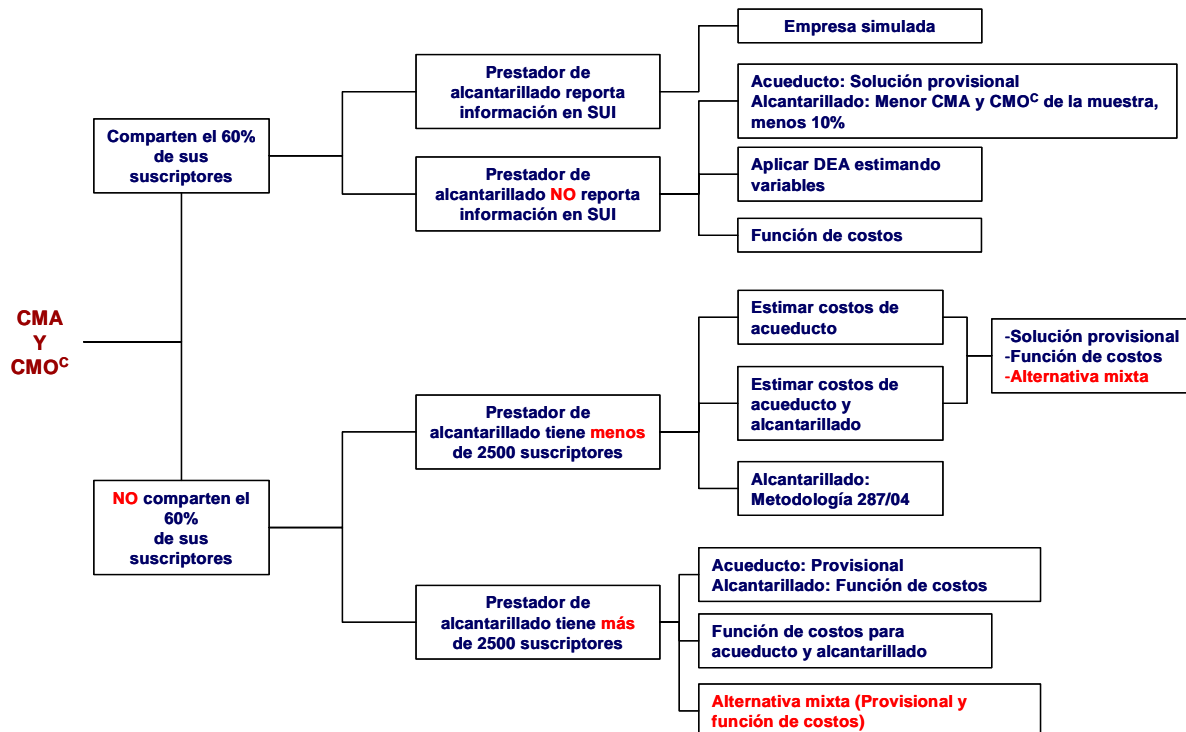 Empresa simulada
Prestador de
alcantarillado reporta
información en SUI
Acueducto: Solución provisional
Alcantarillado: Menor CMA y CMOC de la muestra,
menos 10%
Comparten el 60%
de sus
suscriptores
Aplicar DEA estimando
variables
Prestador de
alcantarillado NO reporta
información en SUI
Función de costos
CMA
Y
CMOC
Estimar costos de
acueducto
-Solución provisional
-Función de costos
-Alternativa mixta
Estimar costos de
acueducto y
alcantarillado
Prestador de
alcantarillado tiene menos
de 2500 suscriptores
Alcantarillado:
Metodología 287/04
NO comparten el
60%
de sus
suscriptores
Acueducto: Provisional
Alcantarillado: Función de costos
Prestador de
alcantarillado tiene más
de 2500 suscriptores
Función de costos para
acueducto y alcantarillado
Alternativa mixta (Provisional y
función de costos)